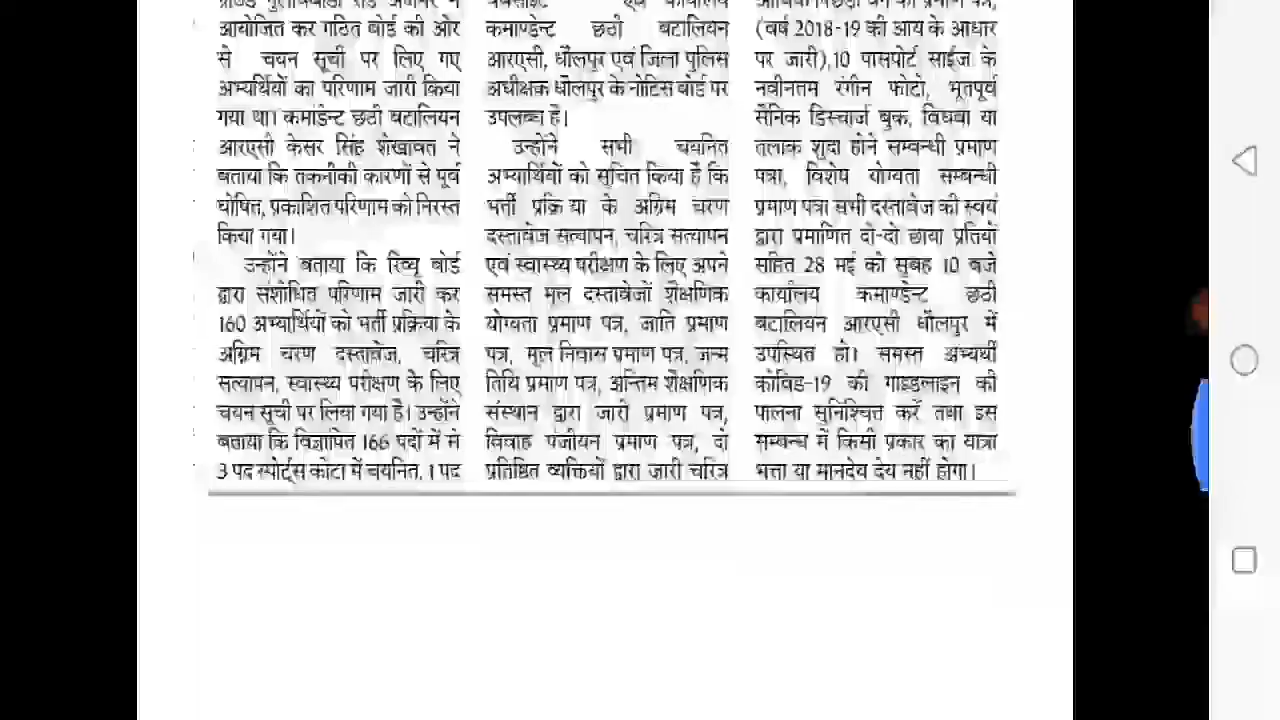 आयोजित कर गठित बोर्ड की ओर
से चयन सूची पर लिए गए
अभ्यर्थियों का परिणाम जारी किया
गया था। कमांडेन्ट छठी बटालियन
आरएसी केसर सिंह शेखावत ने
बताया कि तकनीकी कारणों से पूर्व
घोषित, प्रकाशित परिणाम को निरस्त
किया गया।
उन्होंने बताया कि रिव्यू बोर्ड
द्वारा संशोधित परिणाम जारी कर
160 अभ्यार्थियों को भर्ती प्रक्रिया के
अग्रिम चरण दस्तावेज, चरित्र
सत्यापन, स्वास्थ्य परीक्षण के लिए
चयन सूची पर लिया गया है। उन्होंने
बताया कि विज्ञापित 166 पदों में से
3 पद स्पोर्ट्स कोटा में चयनित, 1 पद
एवं कार्यालय
कमाण्डेन्ट छठी बटालियन
आरएसी, धौलपुर एवं जिला पुलिस
अधीक्षक धौलपुर के नोटिस बोर्ड पर
उपलब्ध है।
उन्होंने सभी चयनित
अभ्यार्थियों को सुचित किया है कि
भर्ती प्रक्रिया के अग्रिम चरण
दस्तावेज सत्यापन, चरित्र सत्यापन
एवं स्वास्थ्य परीक्षण के लिए अपने
समस्त मूल दस्तावेजों शैक्षणिक
योग्यता प्रमाण पत्र, जाति प्रमाण
पत्र, मूल निवास प्रमाण पत्र, जन्म
तिथि प्रमाण पत्र, अन्तिम शैक्षणिक
संस्थान द्वारा जारी प्रमाण पत्र,
विवाह पंजीयन प्रमाण पत्र, दो
प्रतिष्ठित व्यक्तियों द्वारा जारी चरित्र
(वर्ष 2018-19 की आय के आधार
पर जारी),10 पासपोर्ट साईज के
नवीनतम रंगीन फोटो, भूतपूर्व
सैनिक डिस्चार्ज बुक, विधवा या
तलाक शुदा होने सम्बन्धी प्रमाण
पत्रा, विशेष योग्यता सम्बन्धी
प्रमाण पत्रा सभी दस्तावेज की स्वयं
द्वारा प्रमाणित दो-दो छाया प्रतियों
सहित 28 मई को सुबह 10 बजे
कार्यालय कमाण्डेन्ट छठी
बटालियन आरएसी धौलपुर में
उपस्थित हो। समस्त अभ्यर्थी
कोविड-19 की गाइडलाइन की
पालना सुनिश्चित करें तथा इस
सम्बन्ध में किसी प्रकार का यात्रा
भत्ता या मानदेय देय नहीं होगा।